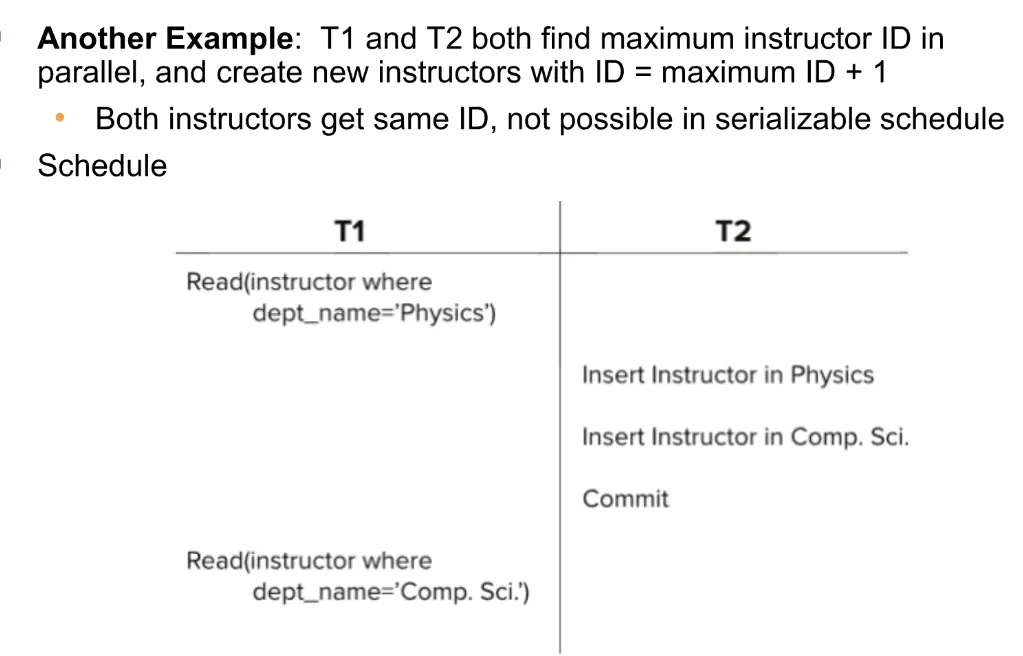 Another Example: T1 and T2 both find maximum instructor ID in
parallel, and create new instructors with ID = maximum ID + 1
• Both instructors get same ID, not possible in serializable schedule
Schedule
T1 T2
Read(instructor where
dept_name='Physics')
Insert Instructor in Physics
Insert Instructor in Comp. Sci.
Commit
Read(instructor where
dept_name='Comp. Sci.')